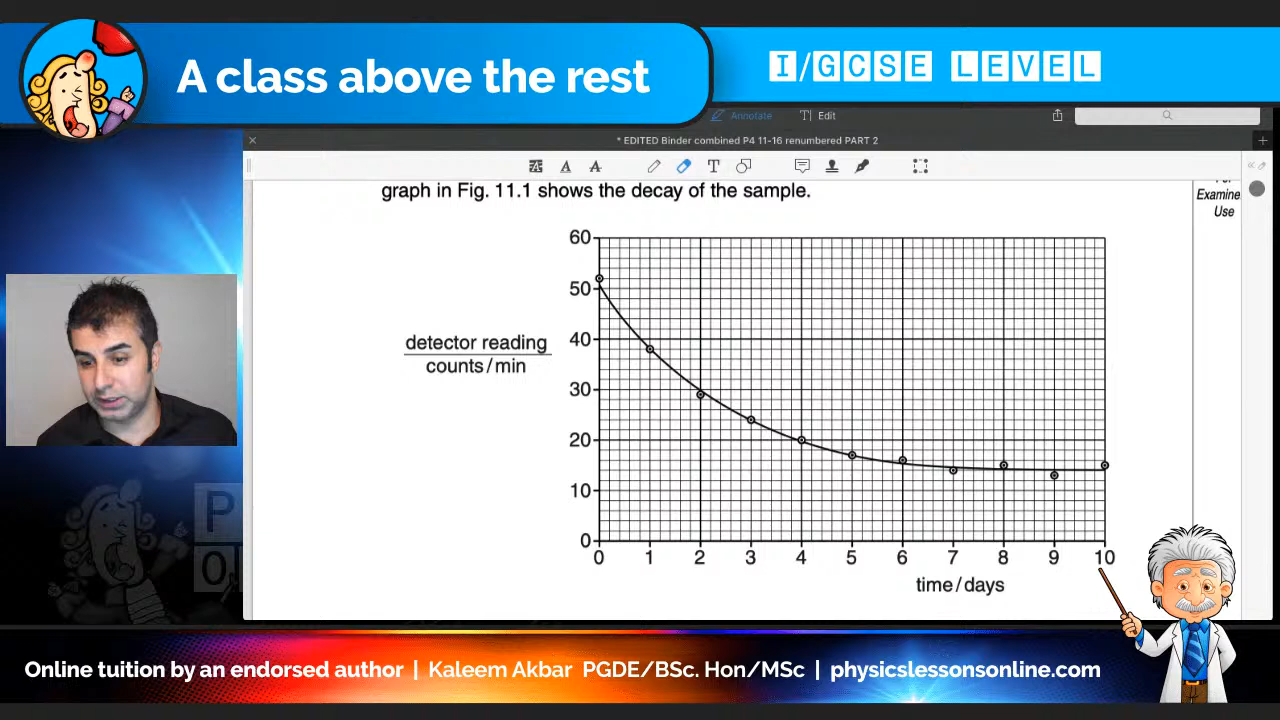 A class above the rest
I/GCSE LEVEL
Annotate
T Edit
* EDITED Binder combined P4 11-16 renumbered PART 2
graph in Fig. 11.1 shows the decay of the sample.
Examine
Use
60
50
40
30
20
10
0
detector reading
counts / min
0 1 2 3 4 5 6 7 8 9 10
time / days
P
O
Online tuition by an endorsed author | Kaleem Akbar PGDE/BSc. Hon/MSc | physicslessonsonline.com